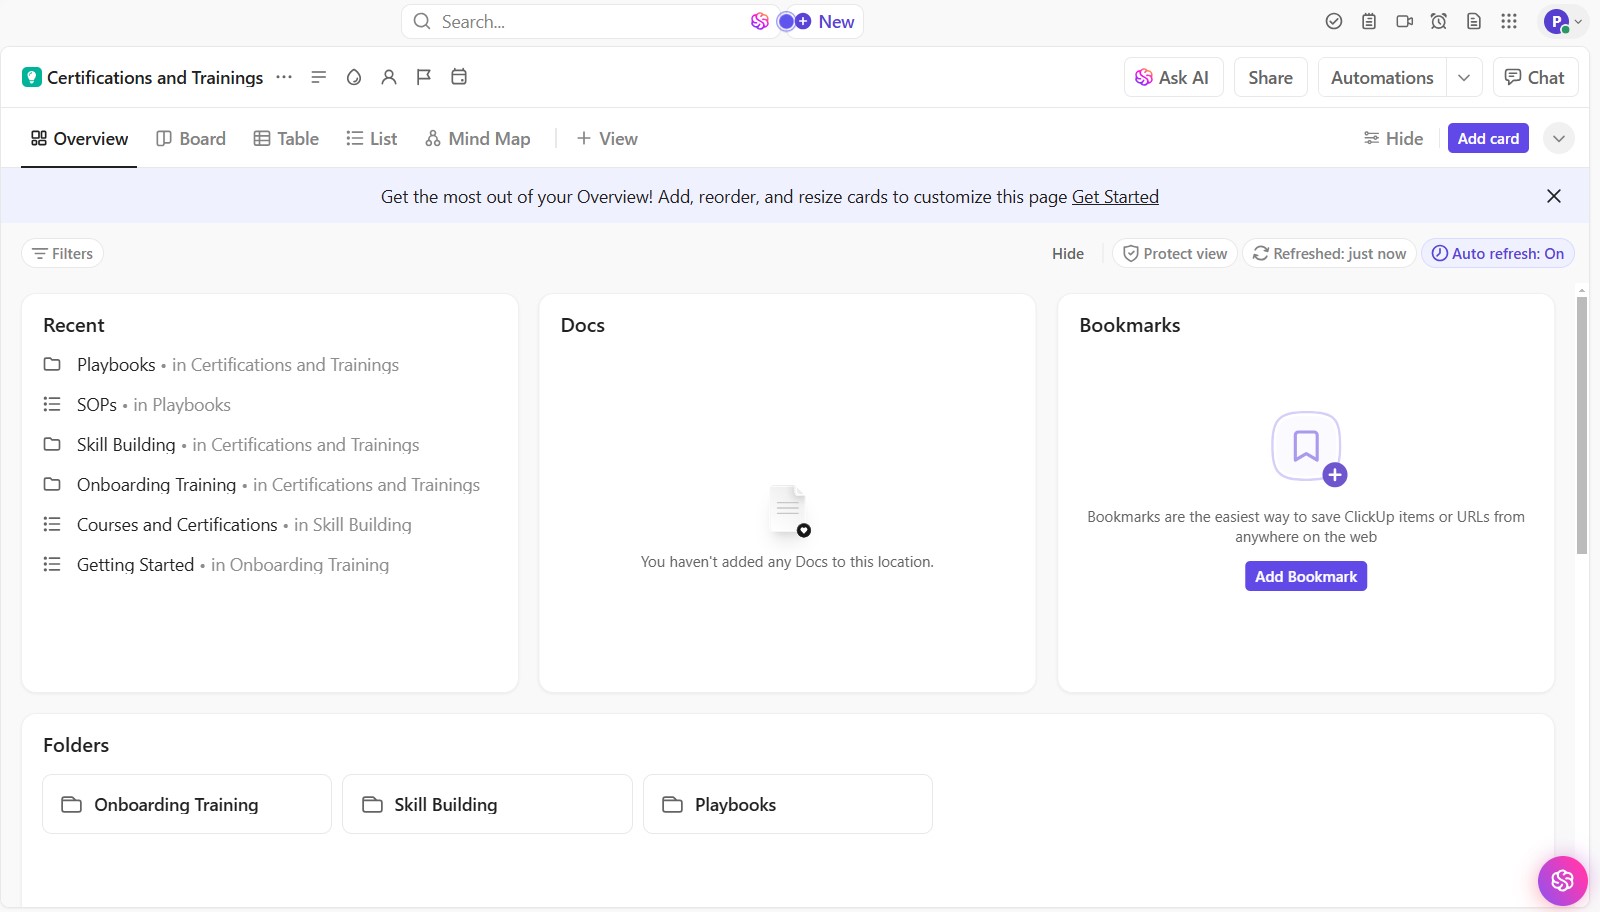 Search...
New
P
Certifications and Trainings
Ask AI
Share
Automations
Chat
Overview
Board
Table
List
Mind Map
View
Hide
Add card
Get the most out of your Overview! Add, reorder, and resize cards to customize this page Get Started
Filters
Hide
Protect view
Refreshed: just now
Auto refresh: On
Recent
Playbooks • in Certifications and Trainings
SOPs • in Playbooks
Skill Building • in Certifications and Trainings
Onboarding Training • in Certifications and Trainings
Courses and Certifications • in Skill Building
Getting Started • in Onboarding Training
Docs
You haven't added any Docs to this location.
Bookmarks
Bookmarks are the easiest way to save ClickUp items or URLs from
anywhere on the web
Add Bookmark
Folders
Onboarding Training
Skill Building
Playbooks